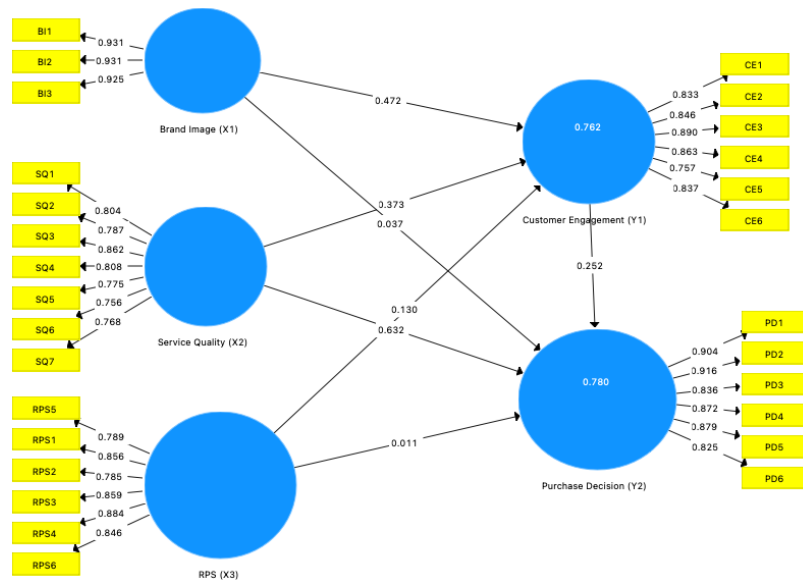 BI1
0.931
BI2
0.931
BI3
0.925
Brand Image (X1)
SQ1
0.804
SQ2
0.787
SQ3
0.862
SQ4
0.808
SQ5
0.775
SQ6
0.756
SQ7
0.768
Service Quality (X2)
RPS5
0.789
RPS1
0.856
RPS2
0.785
RPS3
0.859
RPS4
0.884
RPS6
0.846
RPS (X3)
0.472
0.373
0.037
0.130
0.632
0.011
0.762
Customer Engagement (Y1)
0.252
CE1
0.833
CE2
0.846
CE3
0.890
CE4
0.863
CE5
0.757
CE6
0.837
0.780
Purchase Decision (Y2)
PD1
0.904
PD2
0.916
PD3
0.836
PD4
0.872
PD5
0.879
PD6
0.825